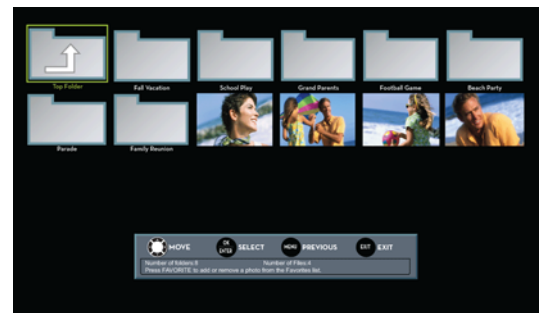 Top Folder
Fall Vacation
School Play
Grand Parents
Football Game
Beach Party
Parade
Family Reunion
MOVE
OK ENTER
SELECT
MENU
PREVIOUS
EXIT
EXIT
Number of folders:8
Number of Files:4
Press FAVORITE to add or remove a photo from the Favorites list.